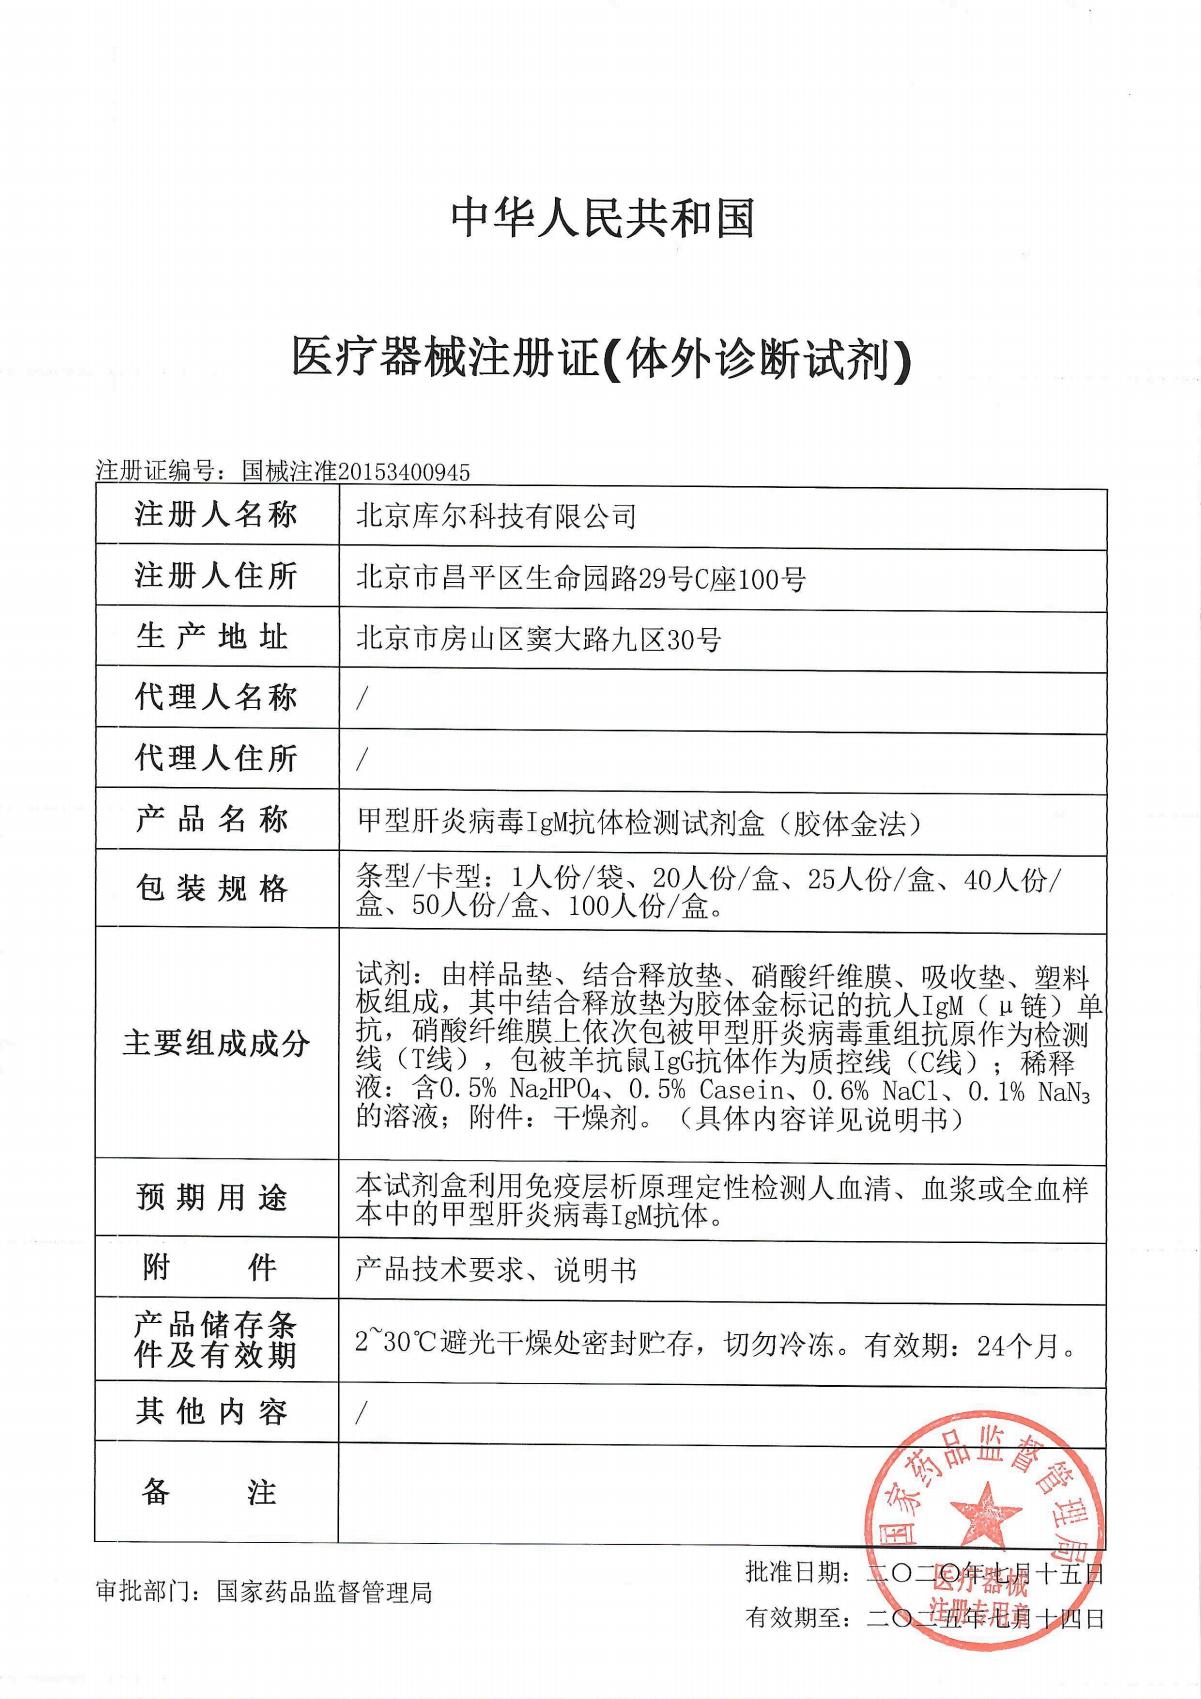 中华人民共和国
医疗器械注册证(体外诊断试剂)
注册证编号：国械注准20153400945
注册人名称
北京库尔科技有限公司
注册人住所
北京市昌平区生命园路29号C座100号
生产地址
北京市房山区窦大路九区30号
代理人名称
/
代理人住所
/
产品名称
甲型肝炎病毒IgM抗体检测试剂盒（胶体金法）
包装规格
条型/卡型：1人份/袋、20人份/盒、25人份/盒、40人份/
盒、50人份/盒、100人份/盒。
主要组成成分
试剂：由样品垫、结合释放垫、硝酸纤维膜、吸收垫、塑料
板组成，其中结合释放垫为胶体金标记的抗人IgM（μ链）单
抗，硝酸纤维膜上依次包被甲型肝炎病毒重组抗原作为检测
线（T线），包被羊抗鼠IgG抗体作为质控线（C线）；稀释
液：含0.5% Na₂HPO₄、0.5% Casein、0.6% NaCl、0.1% NaN₃
的溶液；附件：干燥剂。（具体内容详见说明书）
预期用途
本试剂盒利用免疫层析原理定性检测人血清、血浆或全血样
本中的甲型肝炎病毒IgM抗体。
附件
产品技术要求、说明书
产品储存条
件及有效期
2~30℃避光干燥处密封贮存，切勿冷冻。有效期：24个月。
其他内容
/
备注
国家药品监督管理局
医疗器械
注册专用章
审批部门：国家药品监督管理局
批准日期：二〇二〇年七月十五日
有效期至：二〇二五年七月十四日